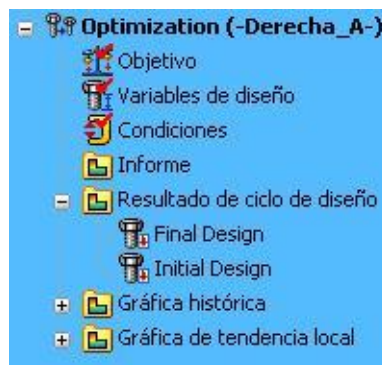 Optimization (-Derecha_A-)
Objetivo
Variables de diseño
Condiciones
Informe
Resultado de ciclo de diseño
Final Design
Initial Design
Gráfica histórica
Gráfica de tendencia local